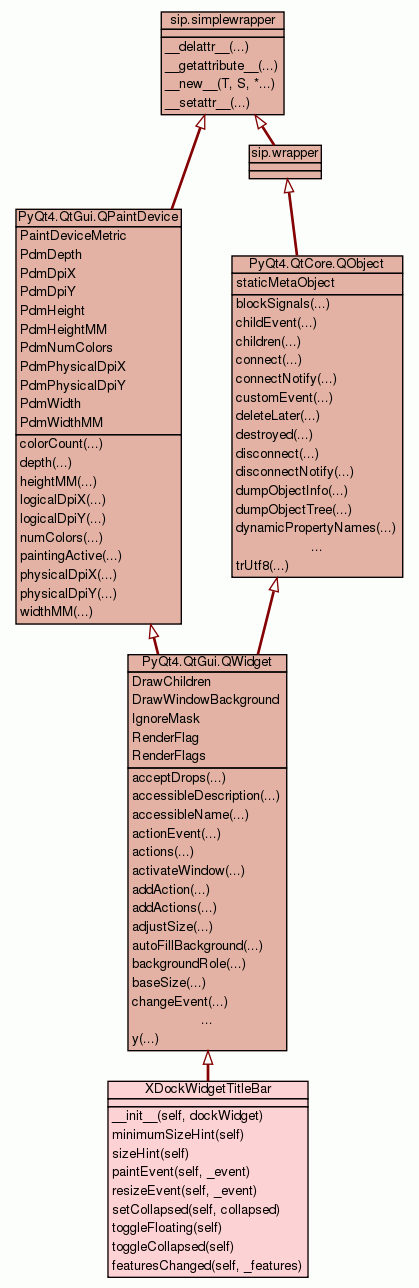 sip.simplewrapper
__delattr__(...)
__getattribute__(...)
__new__(T, S, *...)
__setattr__(...)
sip.wrapper
PyQt4.QtGui.QPaintDevice
PaintDeviceMetric
PdmDepth
PdmDpiX
PdmDpiY
PdmHeight
PdmHeightMM
PdmNumColors
PdmPhysicalDpiX
PdmPhysicalDpiY
PdmWidth
PdmWidthMM
colorCount(...)
depth(...)
heightMM(...)
logicalDpiX(...)
logicalDpiY(...)
numColors(...)
paintingActive(...)
physicalDpiX(...)
physicalDpiY(...)
widthMM(...)
PyQt4.QtCore.QObject
staticMetaObject
blockSignals(...)
childEvent(...)
children(...)
connect(...)
connectNotify(...)
customEvent(...)
deleteLater(...)
destroyed(...)
disconnect(...)
disconnectNotify(...)
dumpObjectInfo(...)
dumpObjectTree(...)
dynamicPropertyNames(...)
...
trUtf8(...)
PyQt4.QtGui.QWidget
DrawChildren
DrawWindowBackground
IgnoreMask
RenderFlag
RenderFlags
acceptDrops(...)
accessibleDescription(...)
accessibleName(...)
actionEvent(...)
actions(...)
activateWindow(...)
addAction(...)
addActions(...)
adjustSize(...)
autoFillBackground(...)
backgroundRole(...)
baseSize(...)
changeEvent(...)
...
y(...)
XDockWidgetTitleBar
__init__(self, dockWidget)
minimumSizeHint(self)
sizeHint(self)
paintEvent(self, _event)
resizeEvent(self, _event)
setCollapsed(self, collapsed)
toggleFloating(self)
toggleCollapsed(self)
featuresChanged(self, _features)